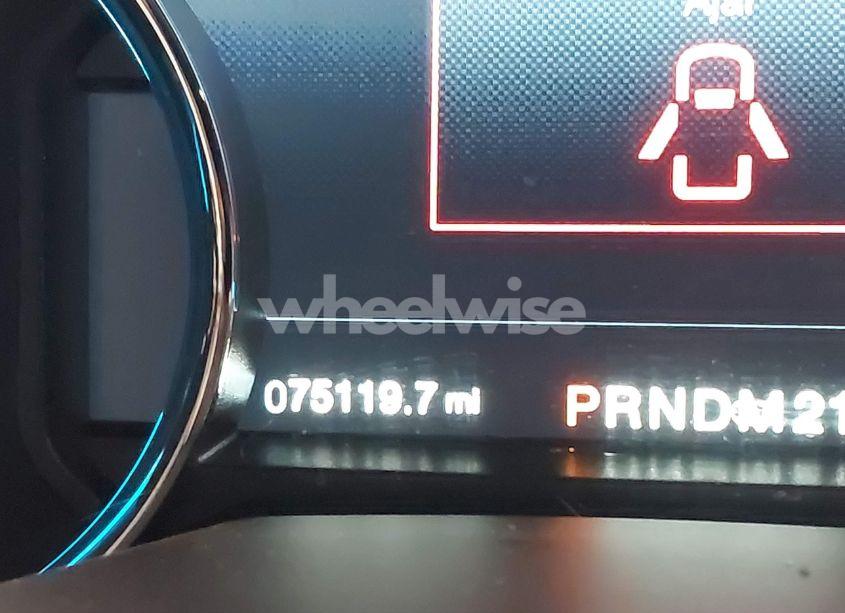 Ajar
wheelwise
075119.7 mi
PRNDM21